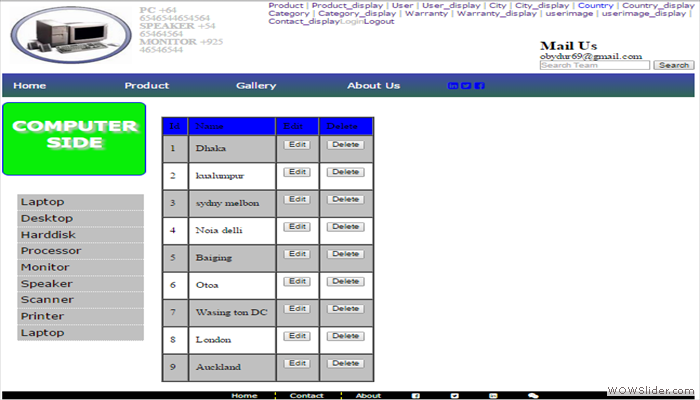 PC +64
6546544654564
SPEAKER +54
65464564
MONITOR +925
46546544
Product | Product_display | User | User_display | City | City_display | Country | Country_display
Category | Category_display | Warranty | Warranty_display | userimage | userimage_display |
Contact_displayLoginLogout
Mail Us
obydur69@gmail.com
Search Team Search
Home Product Gallery About Us
COMPUTER
SIDE
Laptop
Desktop
Harddisk
Processor
Monitor
Speaker
Scanner
Printer
Laptop
Id Name Edit Delete
1 Dhaka Edit Delete
2 kualumpur Edit Delete
3 sydny melbon Edit Delete
4 Noia delli Edit Delete
5 Baiging Edit Delete
6 Otoa Edit Delete
7 Wasing ton DC Edit Delete
8 London Edit Delete
9 Auckland Edit Delete
Home Contact About
WOWSlider.com